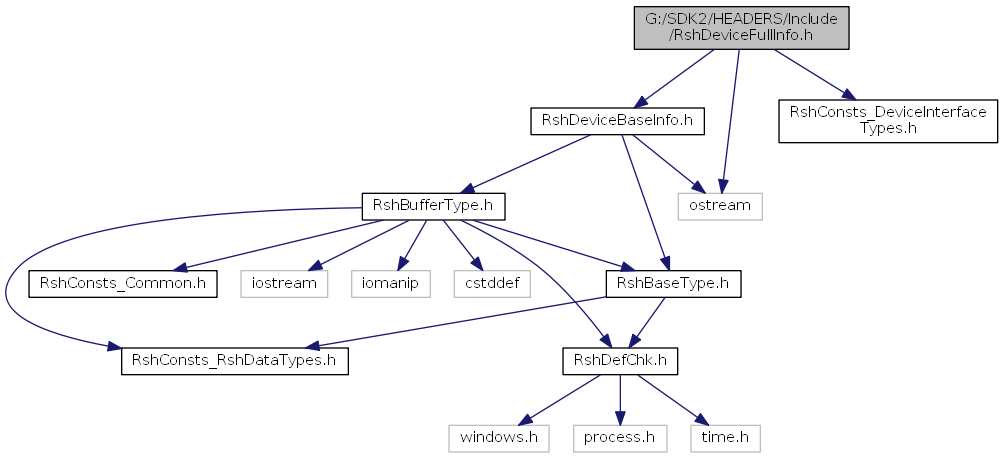 G:/SDK2/HEADERS/Include
/RshDeviceFullInfo.h
RshDeviceBaseInfo.h
RshConsts_DeviceInterface
Types.h
RshBufferType.h
ostream
RshConsts_Common.h
iostream
iomanip
cstddef
RshBaseType.h
RshConsts_RshDataTypes.h
RshDefChk.h
windows.h
process.h
time.h